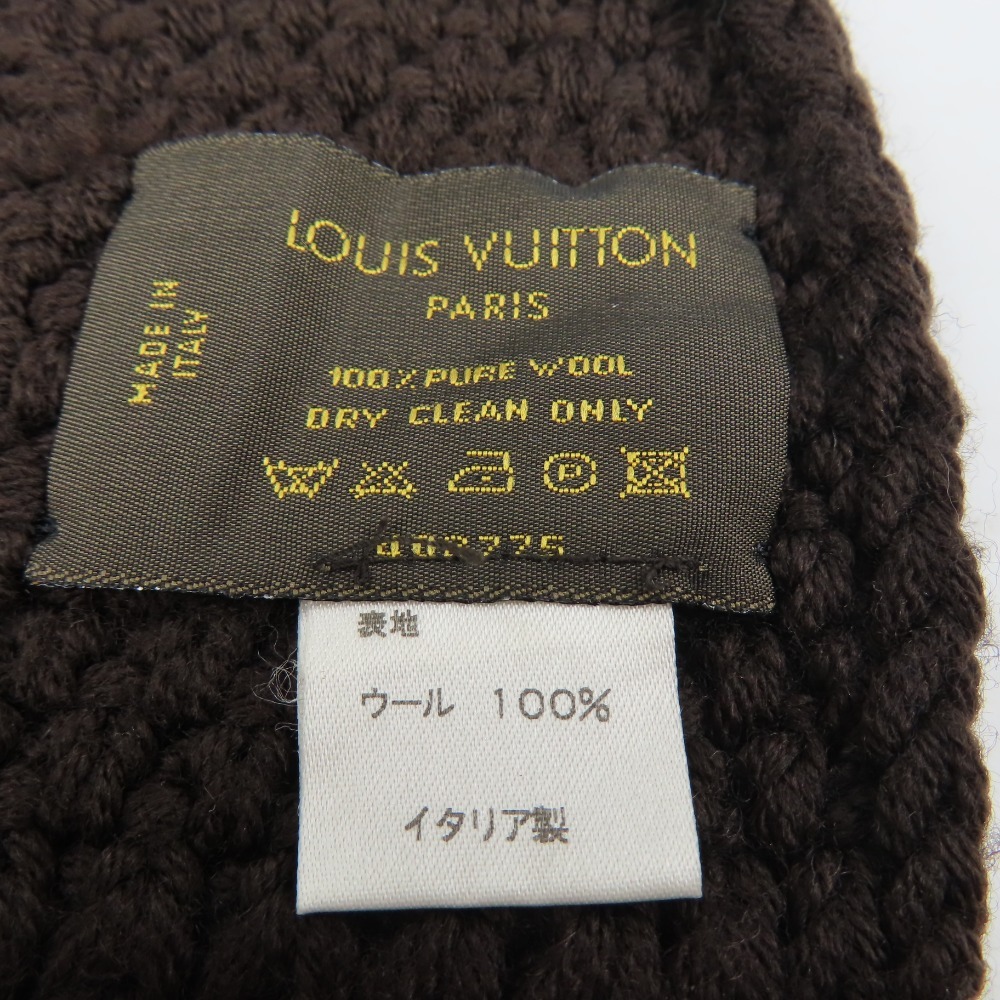 LOUIS VUITTON
PARIS
MADE IN
ITALY
100% PURE WOOL
DRY CLEAN ONLY
P
表地
ウール 100%
イタリア製